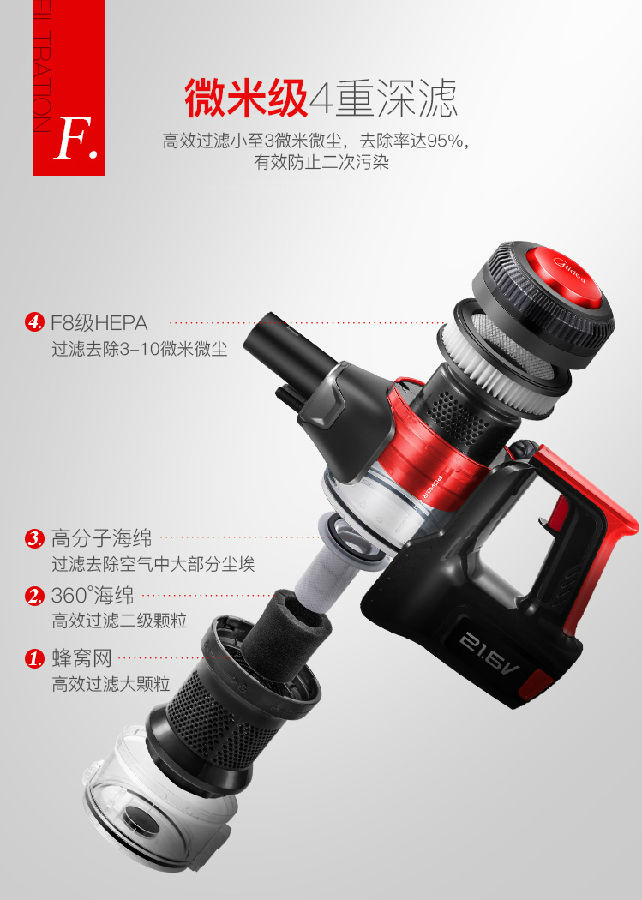 FILTRATION
F.
微米级4重深滤
高效过滤小至3微米微尘，去除率达95%，
有效防止二次污染
Midea
4. F8级HEPA
过滤去除3-10微米微尘
3. 高分子海绵
过滤去除空气中大部分尘埃
2. 360°海绵
高效过滤二级颗粒
1. 蜂窝网
高效过滤大颗粒
21.6V